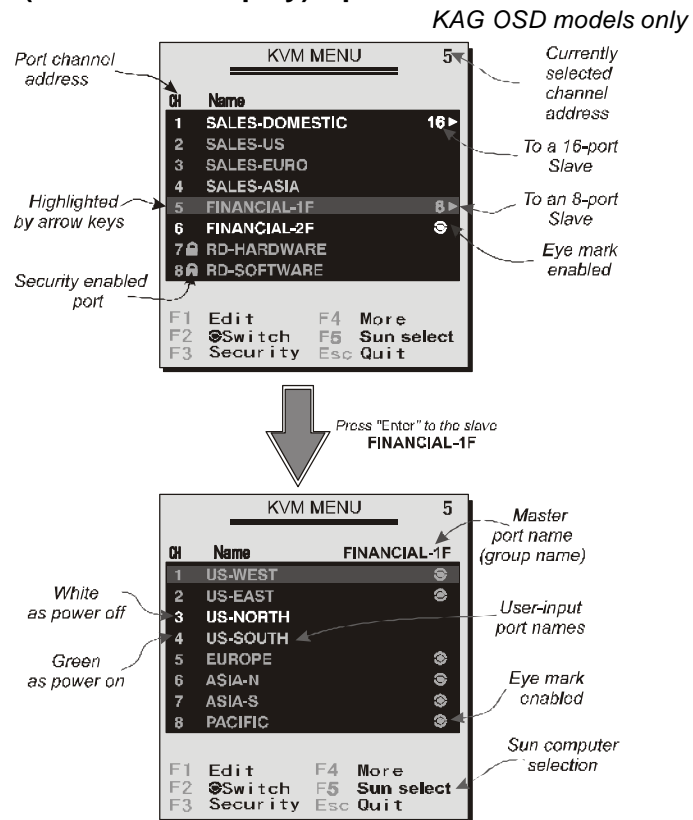 KAG OSD models only
Port channel
address
KVM MENU 5
Currently
selected
channel
address
CH Name
1 SALES-DOMESTIC 16
2 SALES-US
3 SALES-EURO
4 SALES-ASIA
5 FINANCIAL-1F 8
6 FINANCIAL-2F
7 RD-HARDWARE
8 RD-SOFTWARE
To a 16-port
Slave
To an 8-port
Slave
Highlighted
by arrow keys
Eye mark
enabled
Security enabled
port
F1 Edit F4 More
F2 Switch F5 Sun select
F3 Security Esc Quit
Press "Enter" to the slave
FINANCIAL-1F
KVM MENU 5
Master
port name
(group name)
CH Name FINANCIAL-1F
1 US-WEST
2 US-EAST
3 US-NORTH
4 US-SOUTH
5 EUROPE
6 ASIA-N
7 ASIA-S
8 PACIFIC
White
as power off
Green
as power on
User-input
port names
Eye mark
enabled
Sun computer
selection
F1 Edit F4 More
F2 Switch F5 Sun select
F3 Security Esc Quit